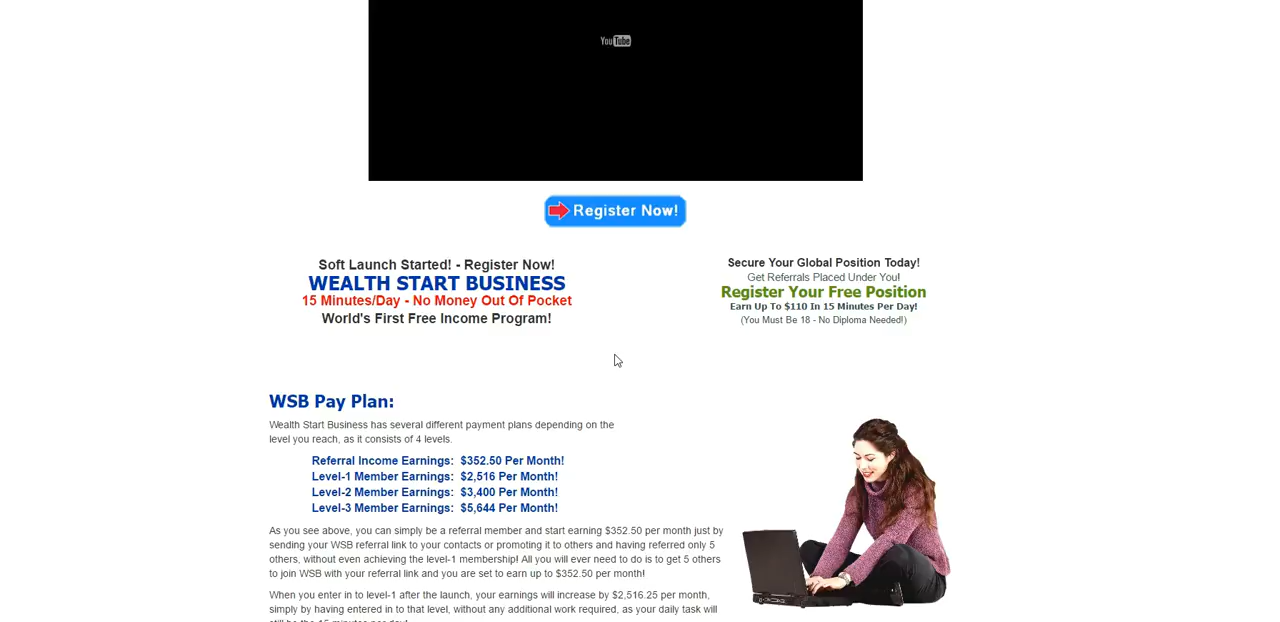 YouTube
Register Now!
Soft Launch Started! - Register Now!
WEALTH START BUSINESS
15 Minutes/Day - No Money Out Of Pocket
World's First Free Income Program!
Secure Your Global Position Today!
Get Referrals Placed Under You!
Register Your Free Position
Earn Up To $110 In 15 Minutes Per Day!
(You Must Be 18 - No Diploma Needed!)
WSB Pay Plan:
Wealth Start Business has several different payment plans depending on the
level you reach, as it consists of 4 levels.
Referral Income Earnings: $352.50 Per Month!
Level-1 Member Earnings: $2,516 Per Month!
Level-2 Member Earnings: $3,400 Per Month!
Level-3 Member Earnings: $5,644 Per Month!
As you see above, you can simply be a referral member and start earning $352.50 per month just by
sending your WSB referral link to your contacts or promoting it to others and having referred only 5
others, without even achieving the level-1 membership! All you will ever need to do is to get 5 others
to join WSB with your referral link and you are set to earn up to $352.50 per month!
When you enter in to level-1 after the launch, your earnings will increase by $2,516.25 per month,
simply by having entered in to that level, without any additional work required, as your daily task will
still be the 15 minutes per day!